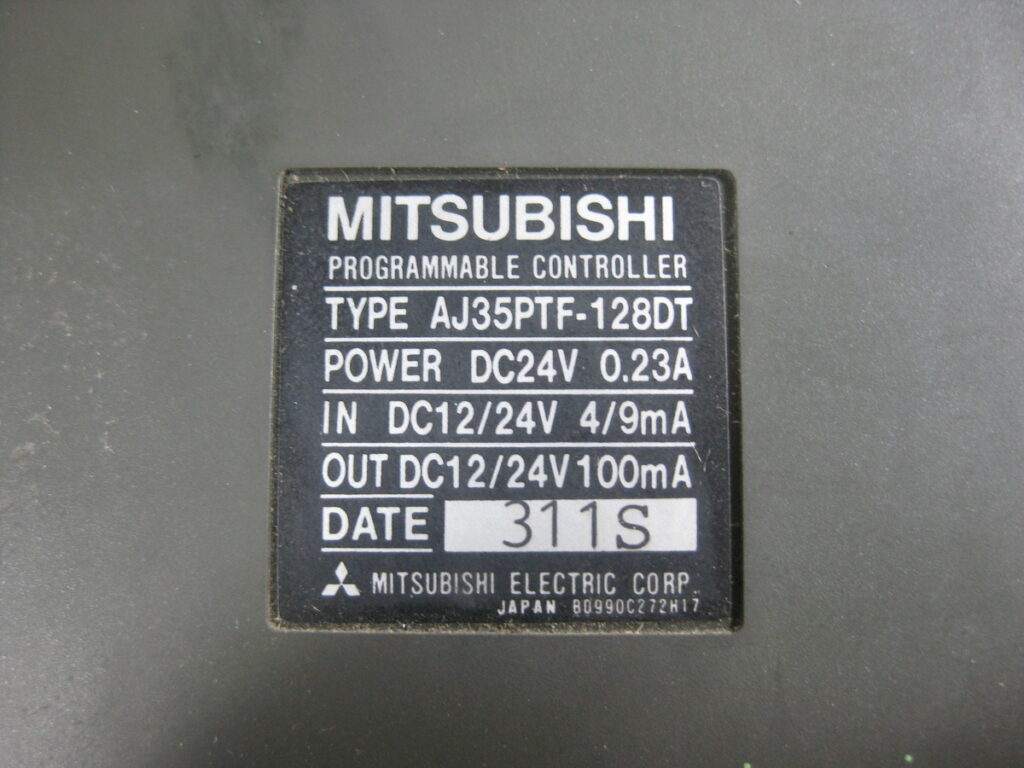 MITSUBISHI
PROGRAMMABLE CONTROLLER
TYPE AJ35PTF-128DT
POWER DC24V 0.23A
IN DC12/24V 4/9mA
OUT DC12/24V 100mA
DATE 311S
MITSUBISHI ELECTRIC CORP.
JAPAN BD990C272H17